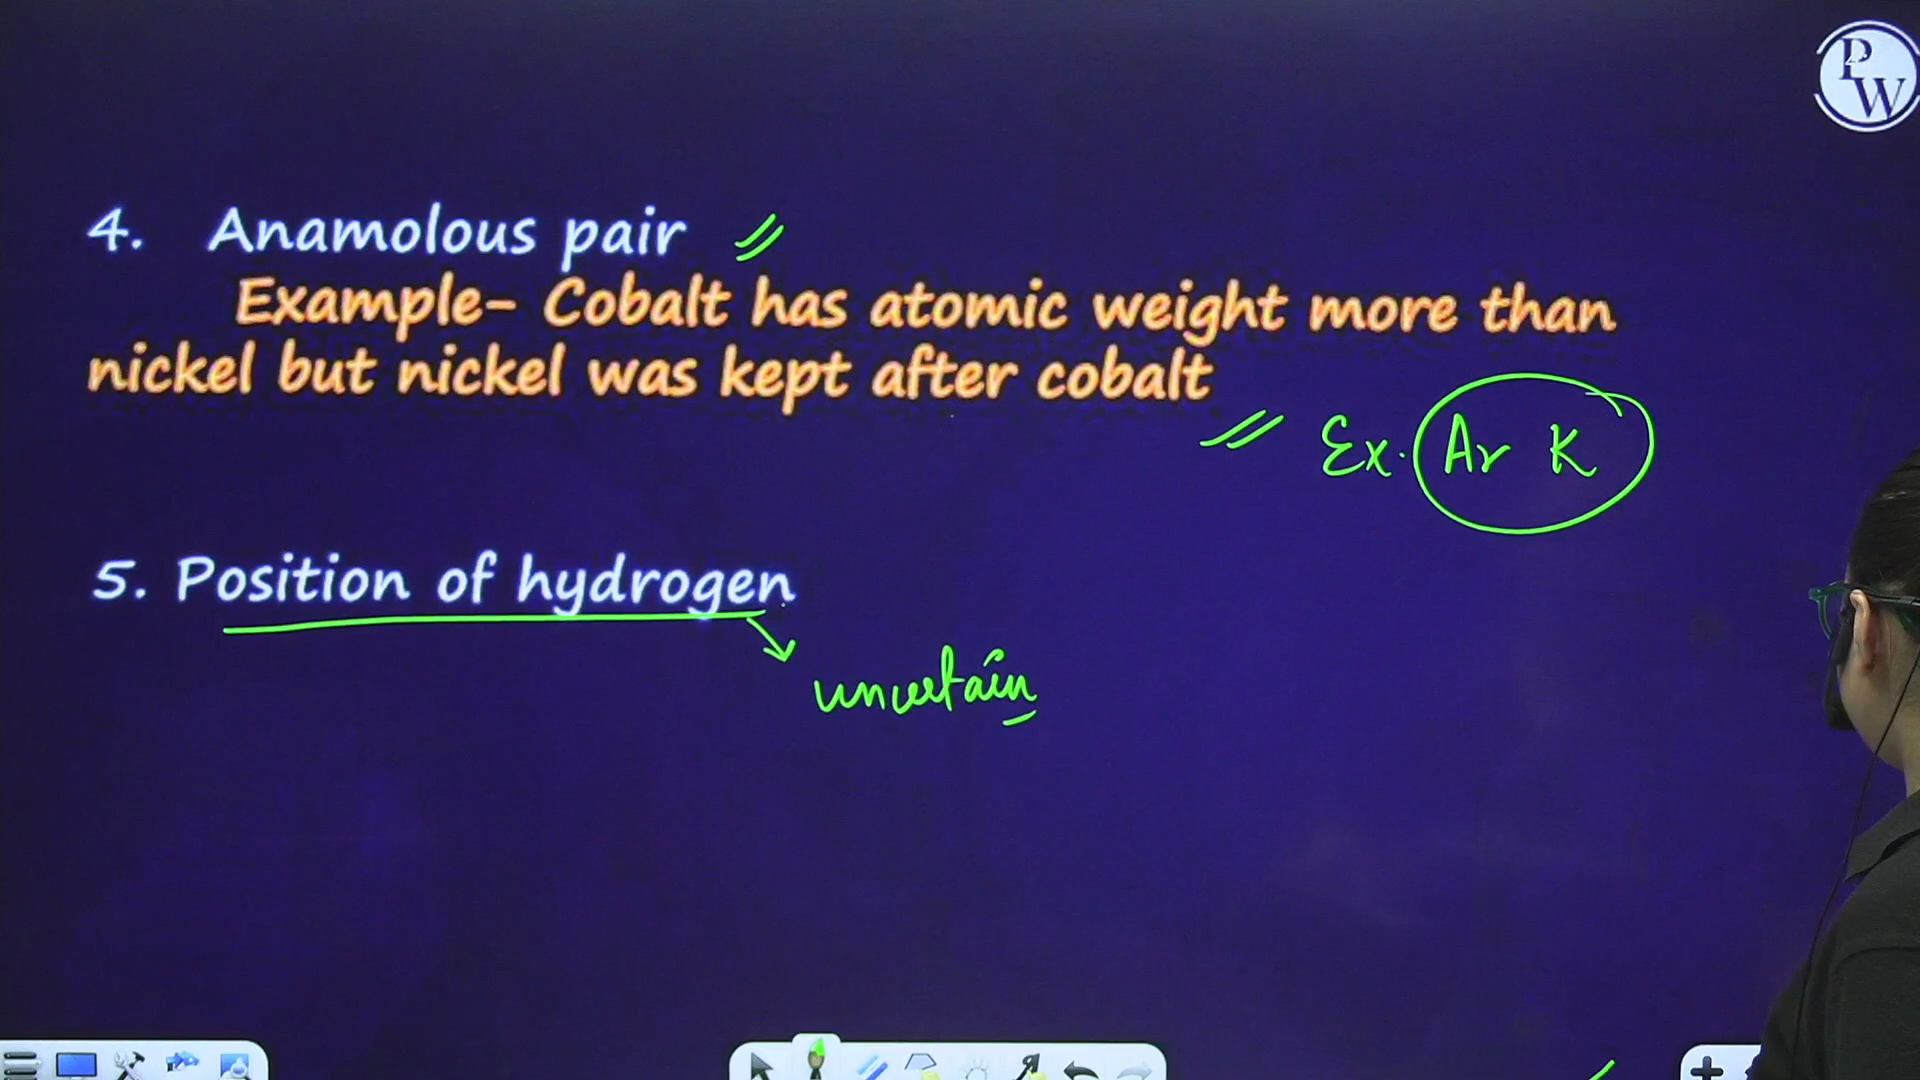 PW
4. Anamolous pair
Example- Cobalt has atomic weight more than
nickel but nickel was kept after cobalt
Ex. Ar K
5. Position of hydrogen
uncertain